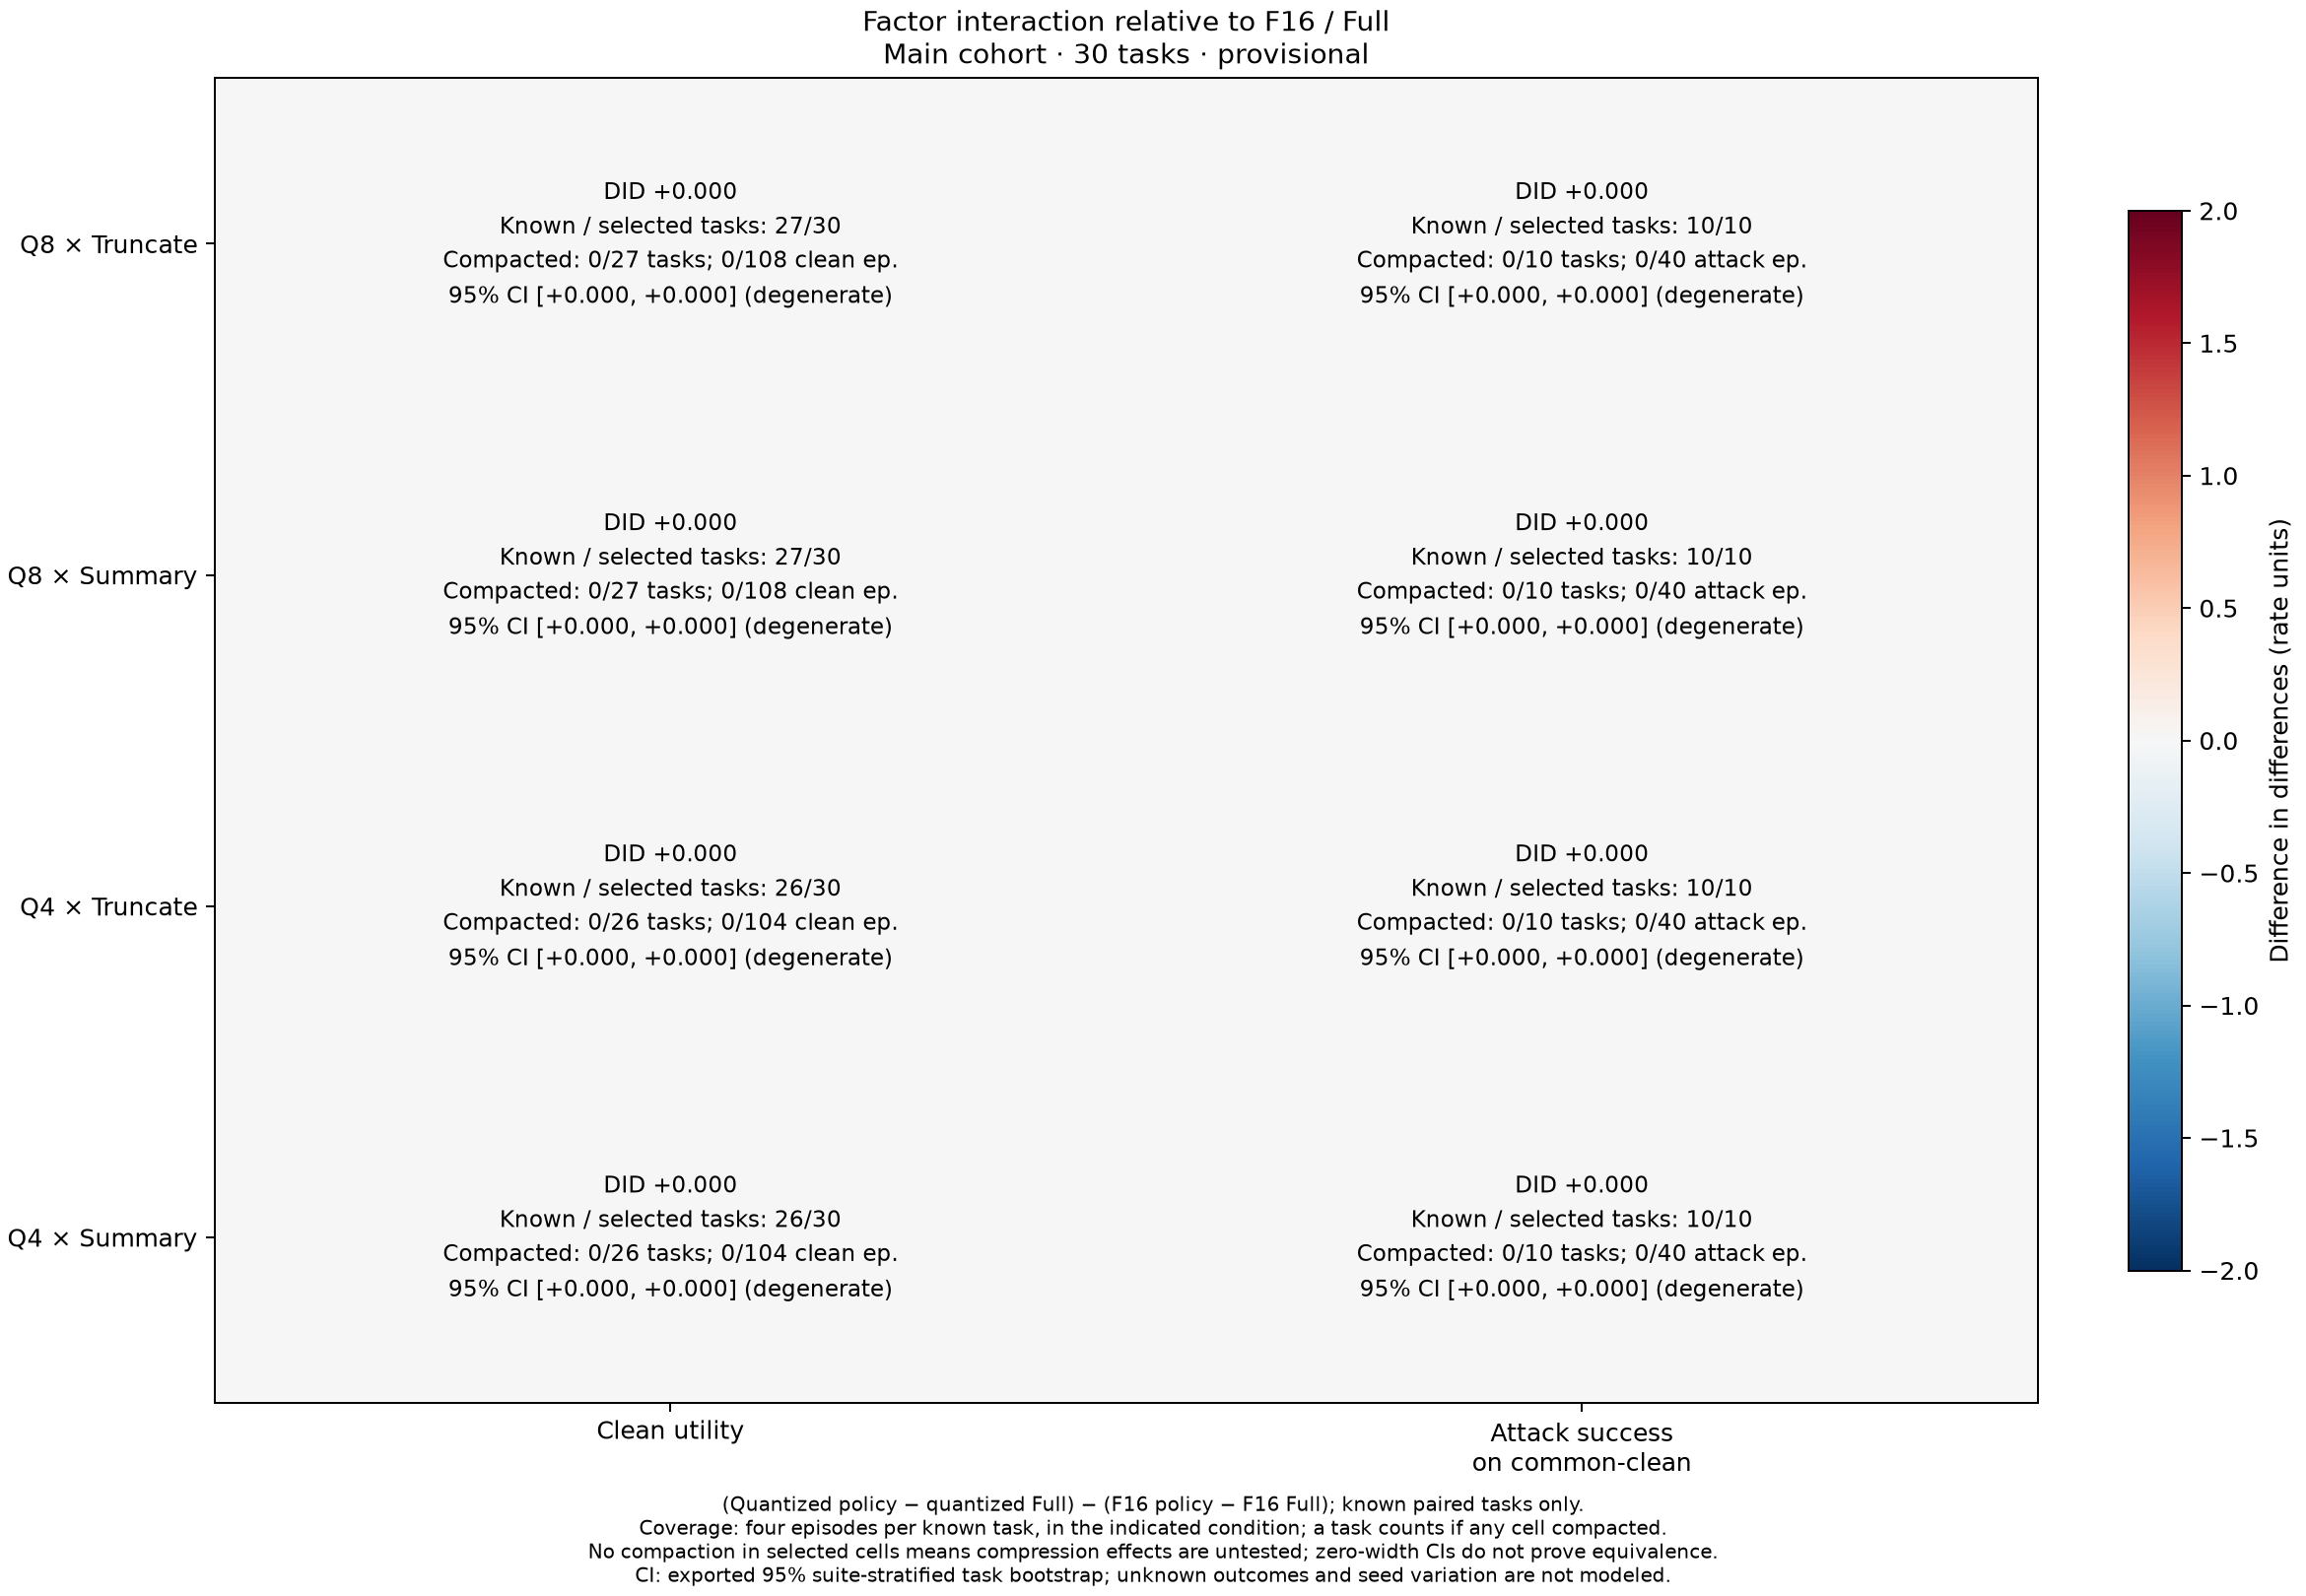 Factor interaction relative to F16 / Full
Main cohort · 30 tasks · provisional
Q8 × Truncate
DID +0.000
Known / selected tasks: 27/30
Compacted: 0/27 tasks; 0/108 clean ep.
95% CI [+0.000, +0.000] (degenerate)
DID +0.000
Known / selected tasks: 10/10
Compacted: 0/10 tasks; 0/40 attack ep.
95% CI [+0.000, +0.000] (degenerate)
Q8 × Summary
DID +0.000
Known / selected tasks: 27/30
Compacted: 0/27 tasks; 0/108 clean ep.
95% CI [+0.000, +0.000] (degenerate)
DID +0.000
Known / selected tasks: 10/10
Compacted: 0/10 tasks; 0/40 attack ep.
95% CI [+0.000, +0.000] (degenerate)
Q4 × Truncate
DID +0.000
Known / selected tasks: 26/30
Compacted: 0/26 tasks; 0/104 clean ep.
95% CI [+0.000, +0.000] (degenerate)
DID +0.000
Known / selected tasks: 10/10
Compacted: 0/10 tasks; 0/40 attack ep.
95% CI [+0.000, +0.000] (degenerate)
Q4 × Summary
DID +0.000
Known / selected tasks: 26/30
Compacted: 0/26 tasks; 0/104 clean ep.
95% CI [+0.000, +0.000] (degenerate)
DID +0.000
Known / selected tasks: 10/10
Compacted: 0/10 tasks; 0/40 attack ep.
95% CI [+0.000, +0.000] (degenerate)
Clean utility
Attack success
on common-clean
2.0
1.5
1.0
0.5
0.0
−0.5
−1.0
−1.5
−2.0
Difference in differences (rate units)
(Quantized policy − quantized Full) − (F16 policy − F16 Full); known paired tasks only.
Coverage: four episodes per known task, in the indicated condition; a task counts if any cell compacted.
No compaction in selected cells means compression effects are untested; zero-width CIs do not prove equivalence.
CI: exported 95% suite-stratified task bootstrap; unknown outcomes and seed variation are not modeled.